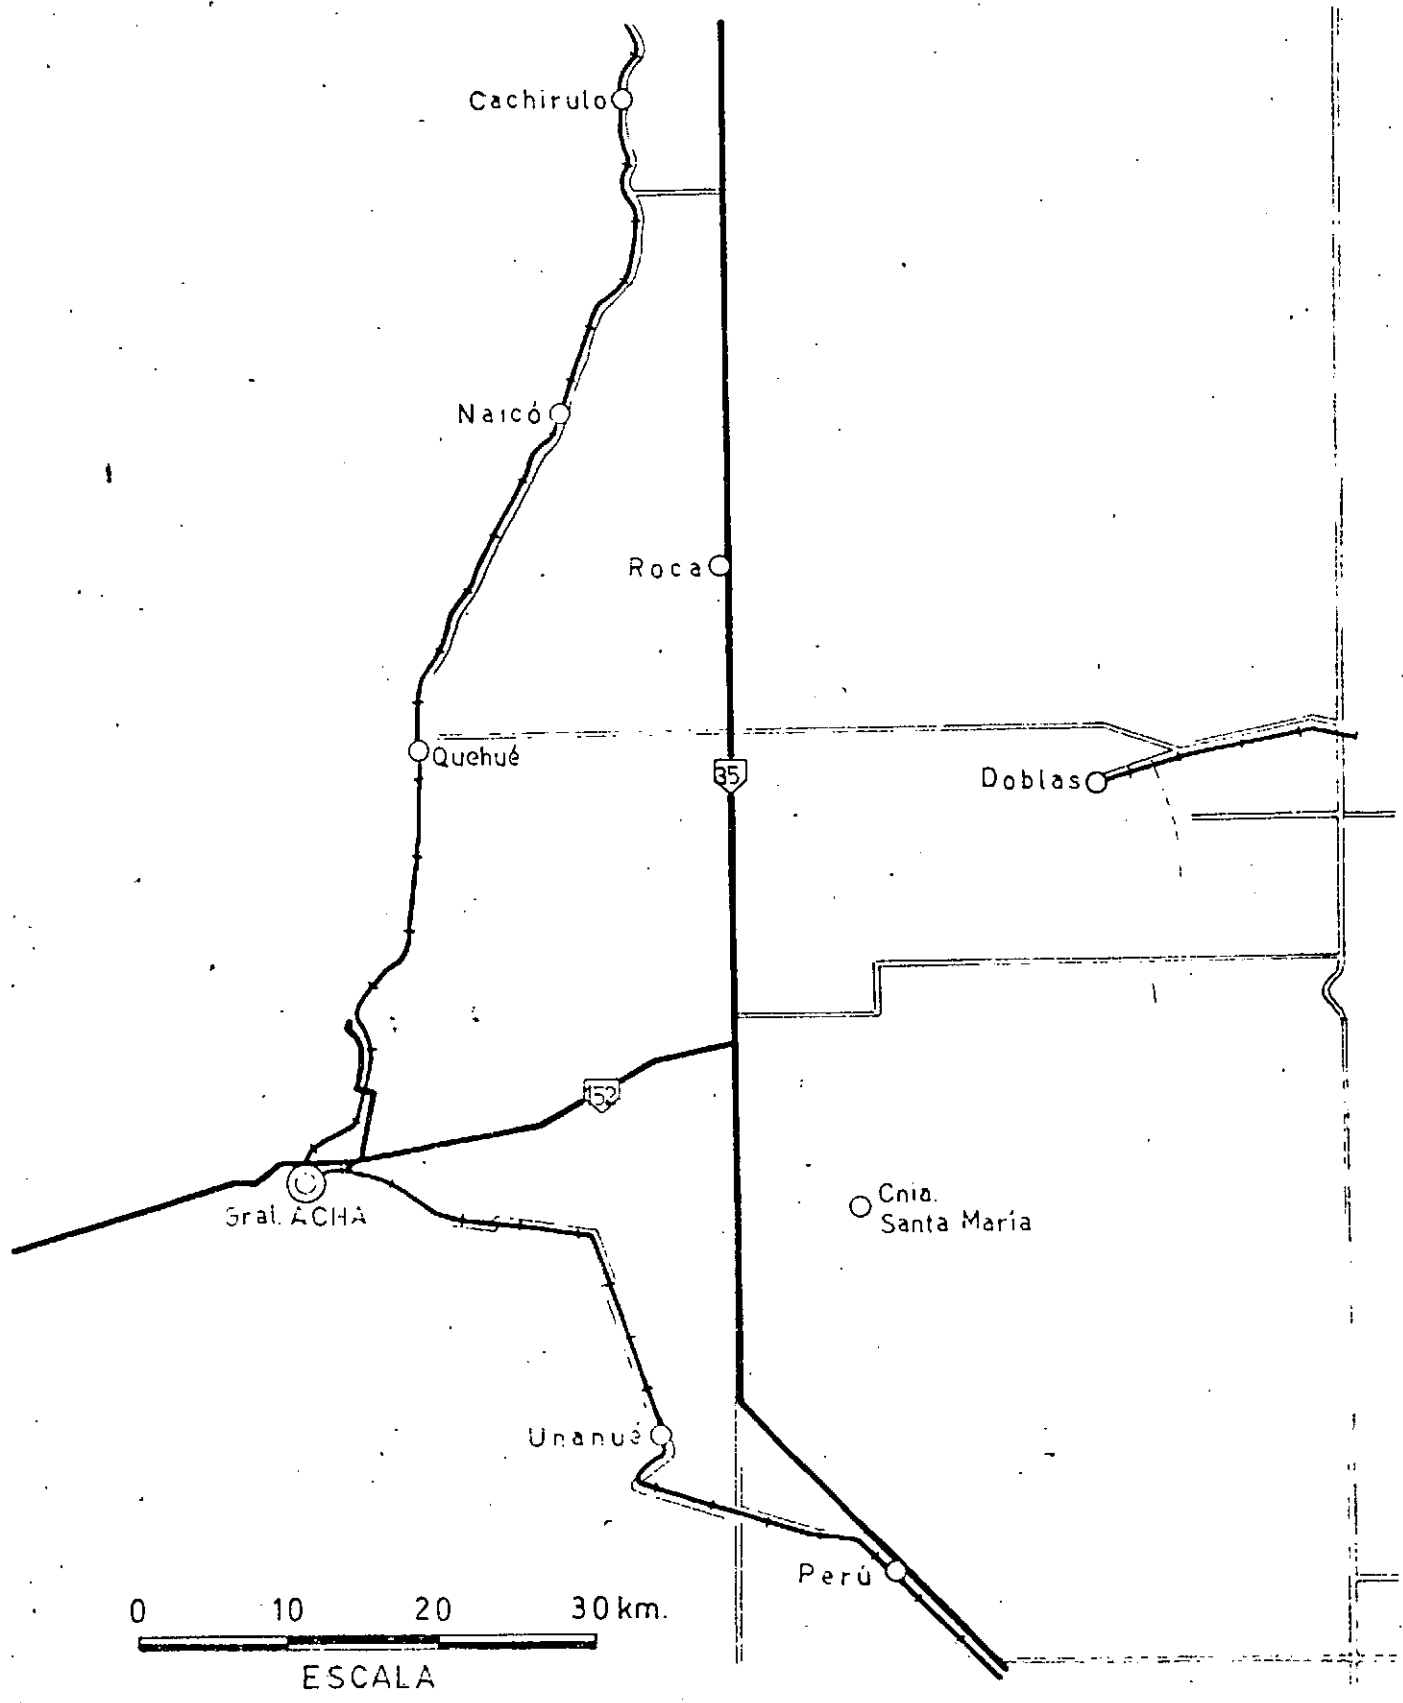 Cachirulo
Naicó
Roca
Quehué
35
Doblas
152
Gral. ACHA
Cnia.
Santa María
Unanué
Perú
0 10 20 30 km.
ESCALA